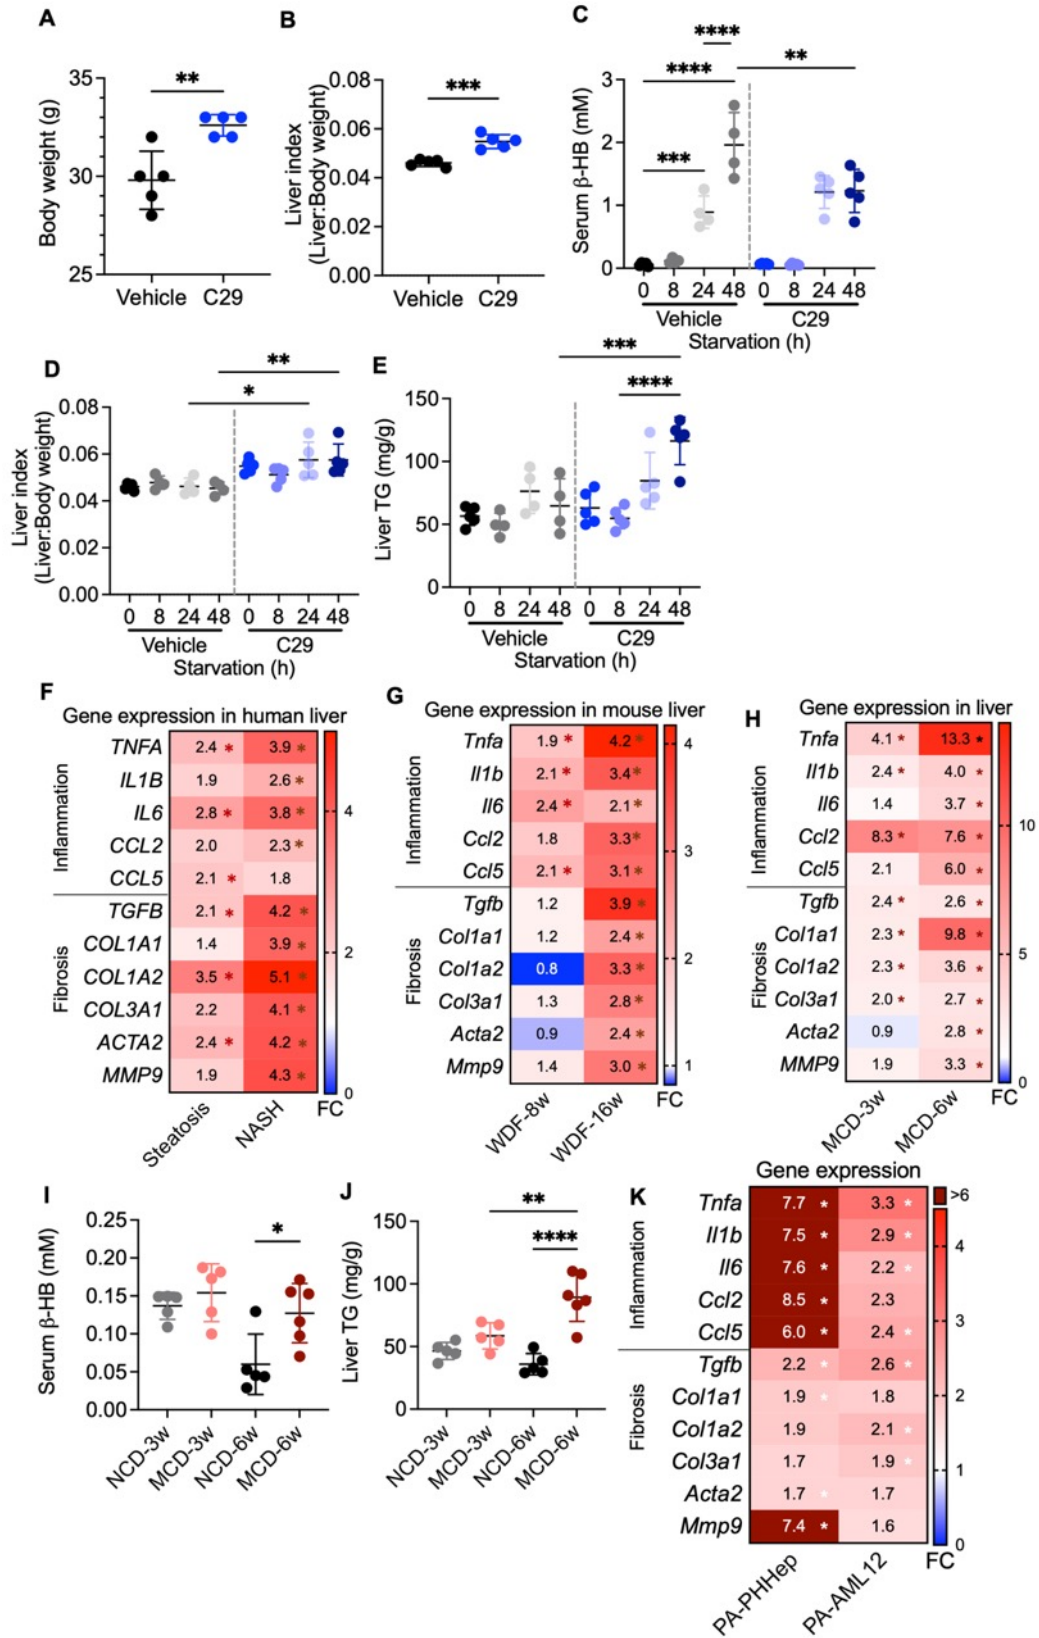 A
Body weight (g)
35
30
25
**
Vehicle
C29
B
Liver index
(Liver:Body weight)
0.08
0.06
0.04
0.02
0.00
***
Vehicle
C29
C
Serum β-HB (mM)
3
2
1
0
****
****
**
***
0 8 24 48 0 8 24 48
Vehicle
C29
Starvation (h)
D
Liver index
(Liver:Body weight)
0.08
0.06
0.04
0.02
0.00
**
*
0 8 24 48 0 8 24 48
Vehicle
C29
Starvation (h)
E
Liver TG (mg/g)
150
100
50
0
***
****
0 8 24 48 0 8 24 48
Vehicle
C29
Starvation (h)
F
Gene expression in human liver
Inflammation
Fibrosis
TNFA 2.4 * 3.9 *
IL1B 1.9 2.6 *
IL6 2.8 * 3.8 *
CCL2 2.0 2.3 *
CCL5 2.1 * 1.8
TGFB 2.1 * 4.2 *
COL1A1 1.4 3.9 *
COL1A2 3.5 * 5.1 *
COL3A1 2.2 4.1 *
ACTA2 2.4 * 4.2 *
MMP9 1.9 4.3 *
4
2
0
FC
Steatosis
NASH
G
Gene expression in mouse liver
Inflammation
Fibrosis
Tnfa 1.9 * 4.2 *
Il1b 2.1 * 3.4 *
Il6 2.4 * 2.1 *
Ccl2 1.8 3.3 *
Ccl5 2.1 * 3.1 *
Tgfb 1.2 3.9 *
Col1a1 1.2 2.4 *
Col1a2 0.8 3.3 *
Col3a1 1.3 2.8 *
Acta2 0.9 2.4 *
Mmp9 1.4 3.0 *
4
3
2
1
FC
WDF-8w
WDF-16w
H
Gene expression in liver
Inflammation
Fibrosis
Tnfa 4.1 * 13.3 *
Il1b 2.4 * 4.0 *
Il6 1.4 3.7 *
Ccl2 8.3 * 7.6 *
Ccl5 2.1 6.0 *
Tgfb 2.4 * 2.6 *
Col1a1 2.3 * 9.8 *
Col1a2 2.3 * 3.6 *
Col3a1 2.0 * 2.7 *
Acta2 0.9 2.8 *
MMP9 1.9 3.3 *
10
5
0
FC
MCD-3w
MCD-6w
I
Serum β-HB (mM)
0.25
0.20
0.15
0.10
0.05
0.00
*
NCD-3w
MCD-3w
NCD-6w
MCD-6w
J
Liver TG (mg/g)
150
100
50
0
**
****
NCD-3w
MCD-3w
NCD-6w
MCD-6w
K
Gene expression
Inflammation
Fibrosis
Tnfa 7.7 * 3.3 *
Il1b 7.5 * 2.9 *
Il6 7.6 * 2.2 *
Ccl2 8.5 * 2.3
Ccl5 6.0 * 2.4 *
Tgfb 2.2 * 2.6 *
Col1a1 1.9 * 1.8
Col1a2 1.9 2.1 *
Col3a1 1.7 1.9 *
Acta2 1.7 * 1.7
Mmp9 7.4 * 1.6
>6
4
3
2
1
0
FC
PA-PHHep
PA-AML12